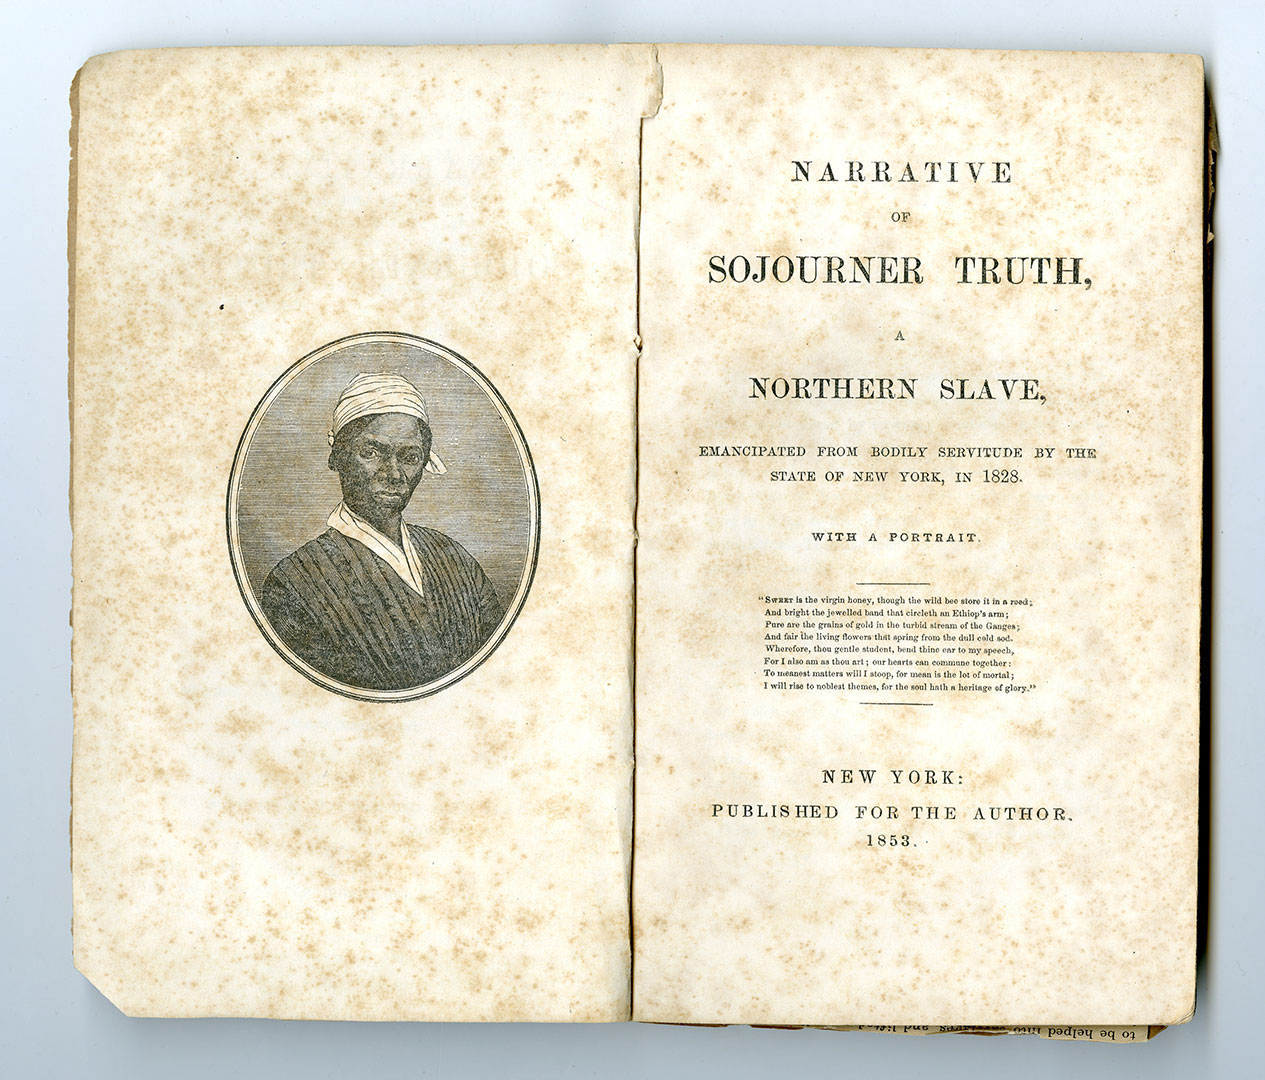 NARRATIVE
OF
SOJOURNER TRUTH,
A
NORTHERN SLAVE,
EMANCIPATED FROM BODILY SERVITUDE BY THE
STATE OF NEW YORK, IN 1828.
WITH A PORTRAIT.
"SWEET is the virgin honey, though the wild bee store it in a reed;
And bright the jewelled band that circleth an Ethiop's arm;
Pure are the grains of gold in the turbid stream of the Ganges;
And fair the living flowers that spring from the dull cold sod.
Wherefore, thou gentle student, bend thine ear to my speech,
For I also am as thou art; our hearts can commune together:
To meanest matters will I stoop, for mean is the lot of mortal;
I will rise to noblest themes, for the soul hath a heritage of glory."
NEW YORK:
PUBLISHED FOR THE AUTHOR.
1853.
to be helped into and